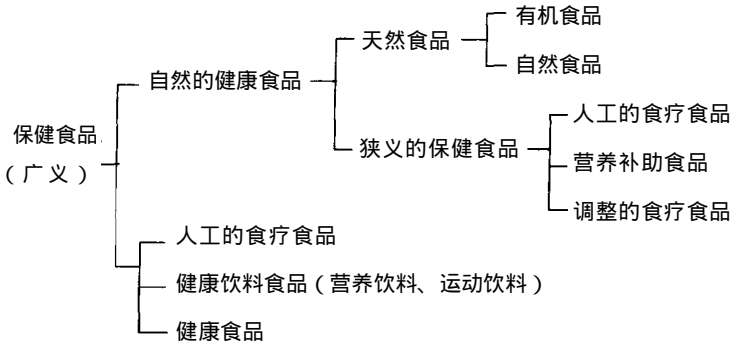 有机食品
天然食品
自然食品
自然的健康食品
人工的食疗食品
保健食品
（广义）
狭义的保健食品
营养补助食品
调整的食疗食品
人工的食疗食品
健康饮料食品（营养饮料、运动饮料）
健康食品